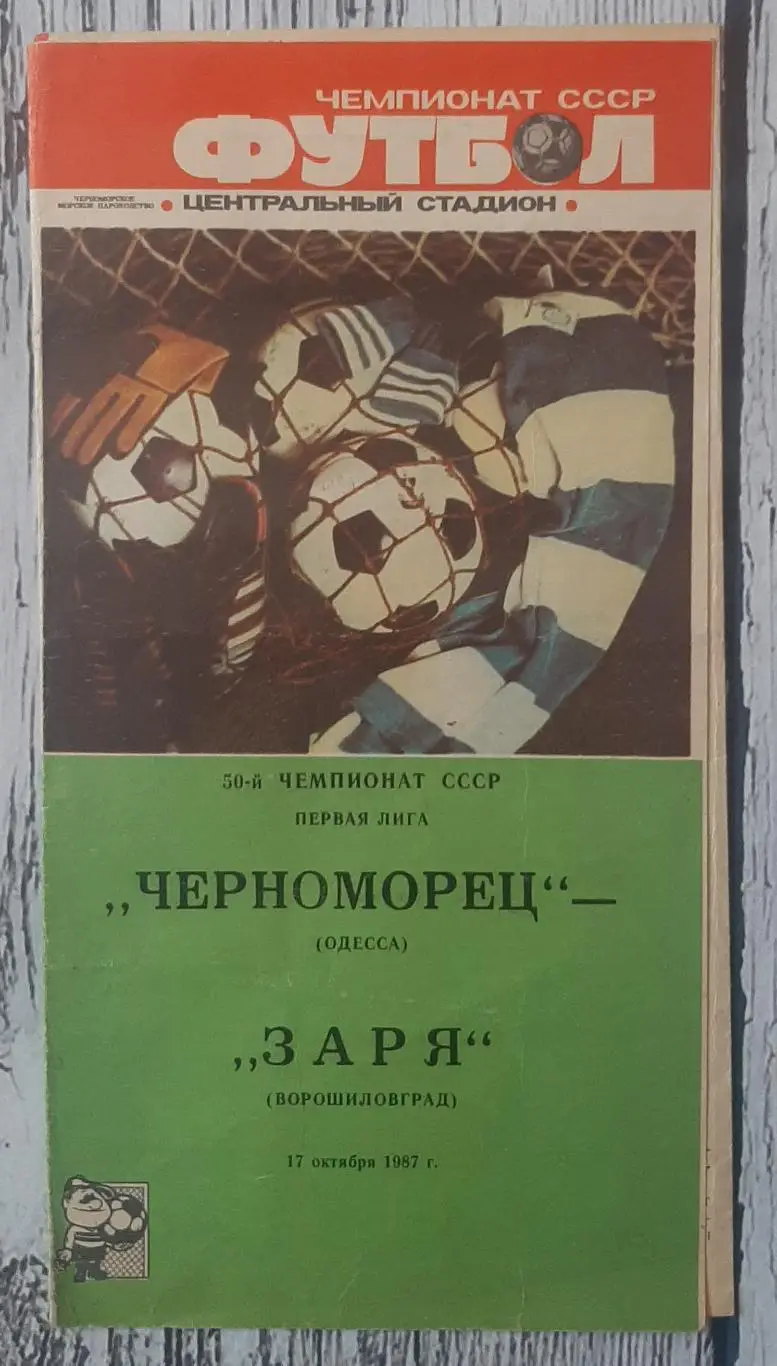 ЧЕМПИОНАТ СССР
ФУТБОЛ
ЧЕРНОМОРСКОЕ
МОРСКОЕ ПАРОХОДСТВО
• ЦЕНТРАЛЬНЫЙ СТАДИОН •
50-й ЧЕМПИОНАТ СССР
ПЕРВАЯ ЛИГА
„ЧЕРНОМОРЕЦ“ —
(ОДЕССА)
„ЗАРЯ“
(ВОРОШИЛОВГРАД)
17 октября 1987 г.